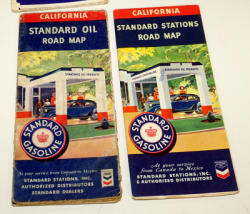 CALIFORNIA
STANDARD OIL
ROAD MAP
STANDARD
GASOLINE
At your service from Canada to Mexico
STANDARD STATIONS, INC.
AUTHORIZED DISTRIBUTORS
STANDARD DEALERS
CALIFORNIA
STANDARD STATIONS
ROAD MAP
STANDARD
GASOLINE
At your service
from Canada to Mexico
STANDARD STATIONS, INC.
& AUTHORIZED DISTRIBUTORS